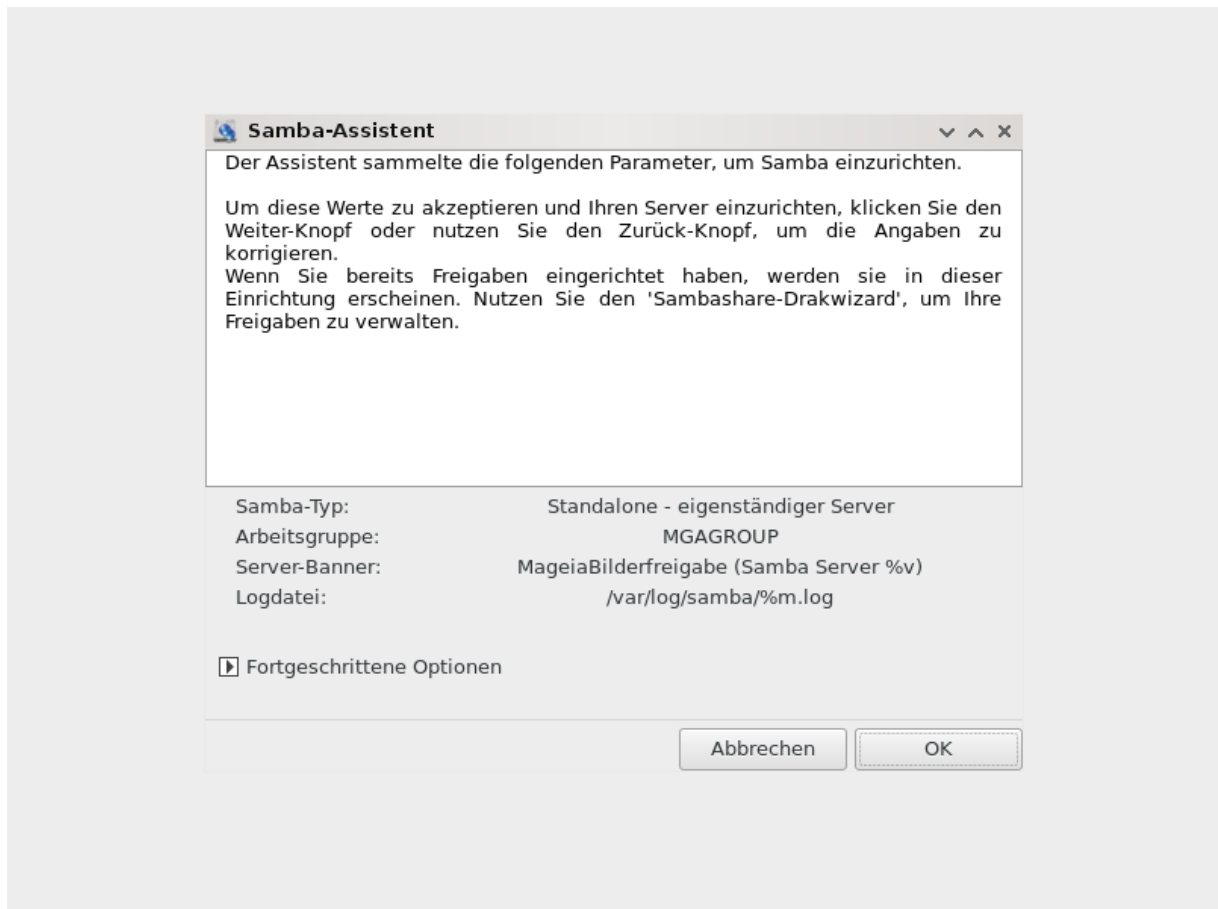 Samba-Assistent
Der Assistent sammelte die folgenden Parameter, um Samba einzurichten.
Um diese Werte zu akzeptieren und Ihren Server einzurichten, klicken Sie den
Weiter-Knopf oder nutzen Sie den Zurück-Knopf, um die Angaben zu
korrigieren.
Wenn Sie bereits Freigaben eingerichtet haben, werden sie in dieser
Einrichtung erscheinen. Nutzen Sie den 'Sambashare-Drakwizard', um Ihre
Freigaben zu verwalten.
Samba-Typ: Standalone - eigenständiger Server
Arbeitsgruppe: MGAGROUP
Server-Banner: MageiaBilderfreigabe (Samba Server %v)
Logdatei: /var/log/samba/%m.log
Fortgeschrittene Optionen
Abbrechen OK